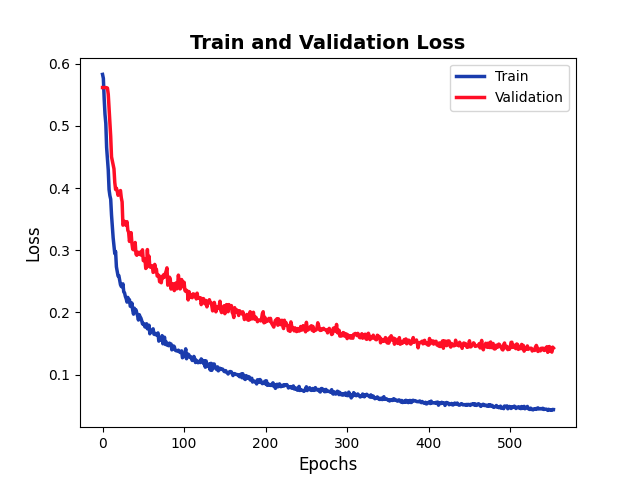 Train and Validation Loss
Train
Validation
Loss
0.6
0.5
0.4
0.3
0.2
0.1
0 100 200 300 400 500
Epochs